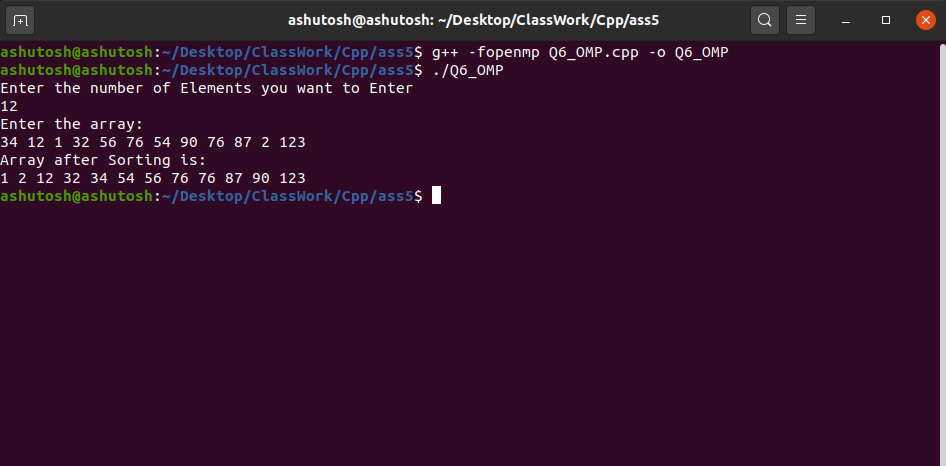 ashutosh@ashutosh: ~/Desktop/ClassWork/Cpp/ass5
ashutosh@ashutosh:~/Desktop/ClassWork/Cpp/ass5$ g++ -fopenmp Q6_OMP.cpp -o Q6_OMP
ashutosh@ashutosh:~/Desktop/ClassWork/Cpp/ass5$ ./Q6_OMP
Enter the number of Elements you want to Enter
12
Enter the array:
34 12 1 32 56 76 54 90 76 87 2 123
Array after Sorting is:
1 2 12 32 34 54 56 76 76 87 90 123
ashutosh@ashutosh:~/Desktop/ClassWork/Cpp/ass5$